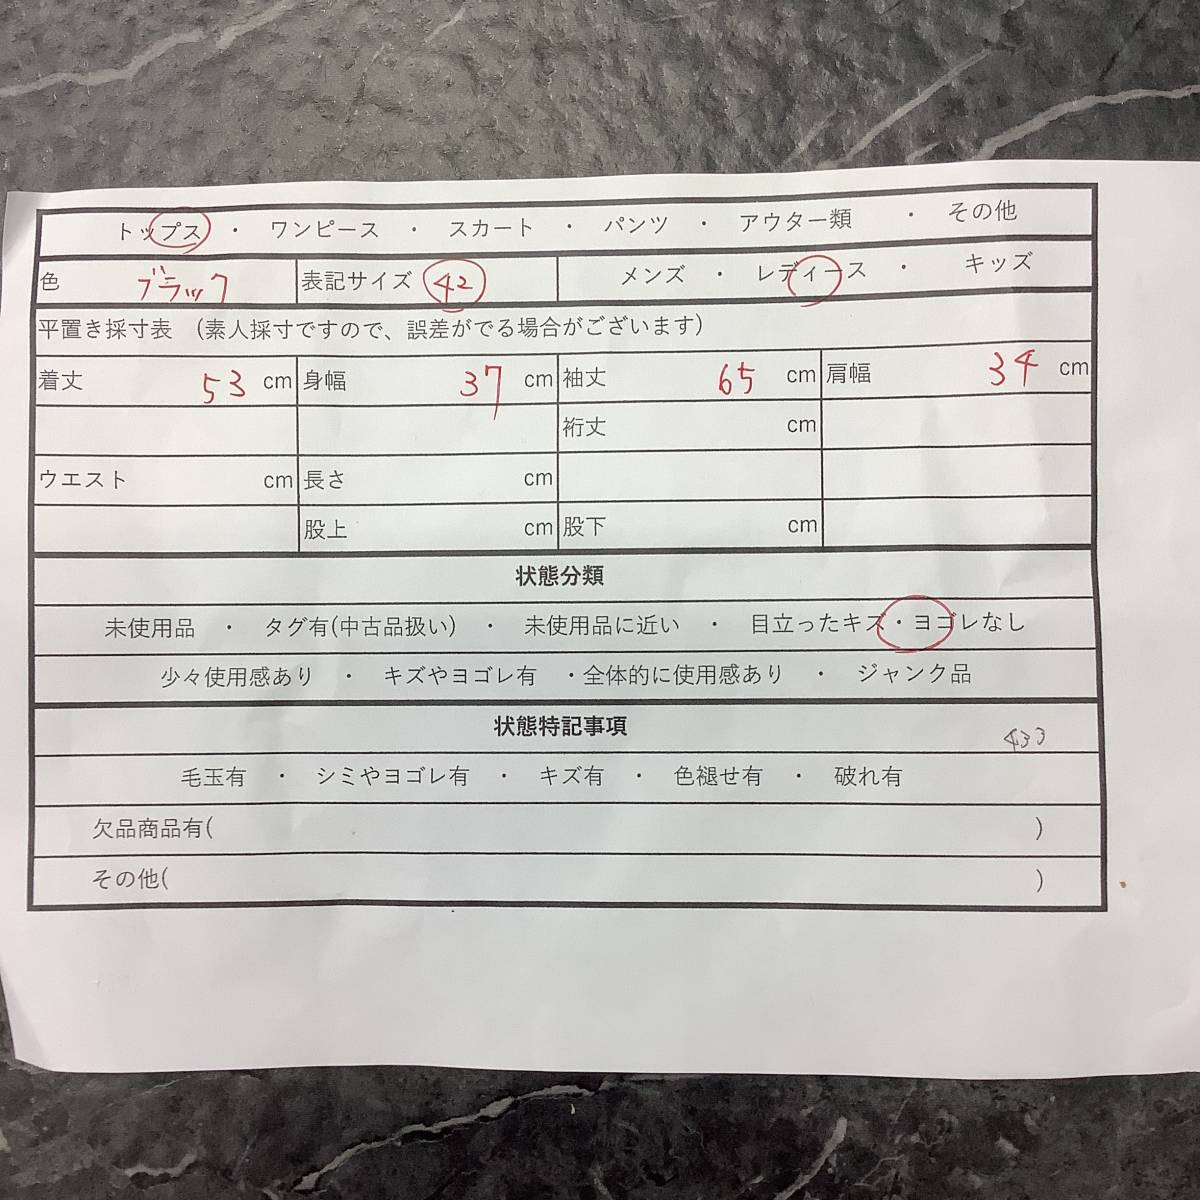 トップス ・ ワンピース ・ スカート ・ パンツ ・ アウター類 ・ その他
色 ブラック 表記サイズ 42 メンズ ・ レディース ・ キッズ
平置き採寸表 (素人採寸ですので、誤差がでる場合がございます)
着丈 53 cm 身幅 37 cm 袖丈 65 cm 肩幅 34 cm
裄丈 cm
ウエスト cm 長さ cm
股上 cm 股下 cm
状態分類
未使用品 ・ タグ有(中古品扱い) ・ 未使用品に近い ・ 目立ったキズ・ヨゴレなし
少々使用感あり ・ キズやヨゴレ有 ・全体的に使用感あり ・ ジャンク品
状態特記事項 433
毛玉有 ・ シミやヨゴレ有 ・ キズ有 ・ 色褪せ有 ・ 破れ有
欠品商品有( )
その他( )